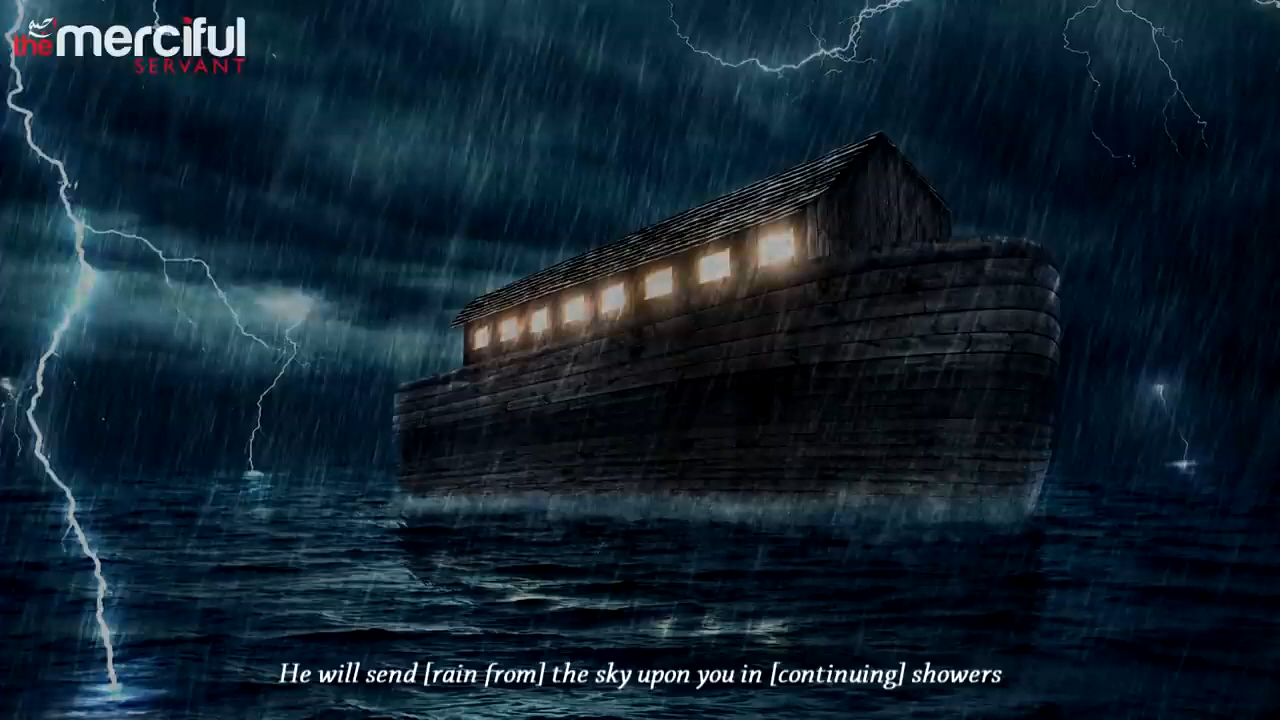 the merciful
SERVANT
He will send [rain from] the sky upon you in [continuing] showers